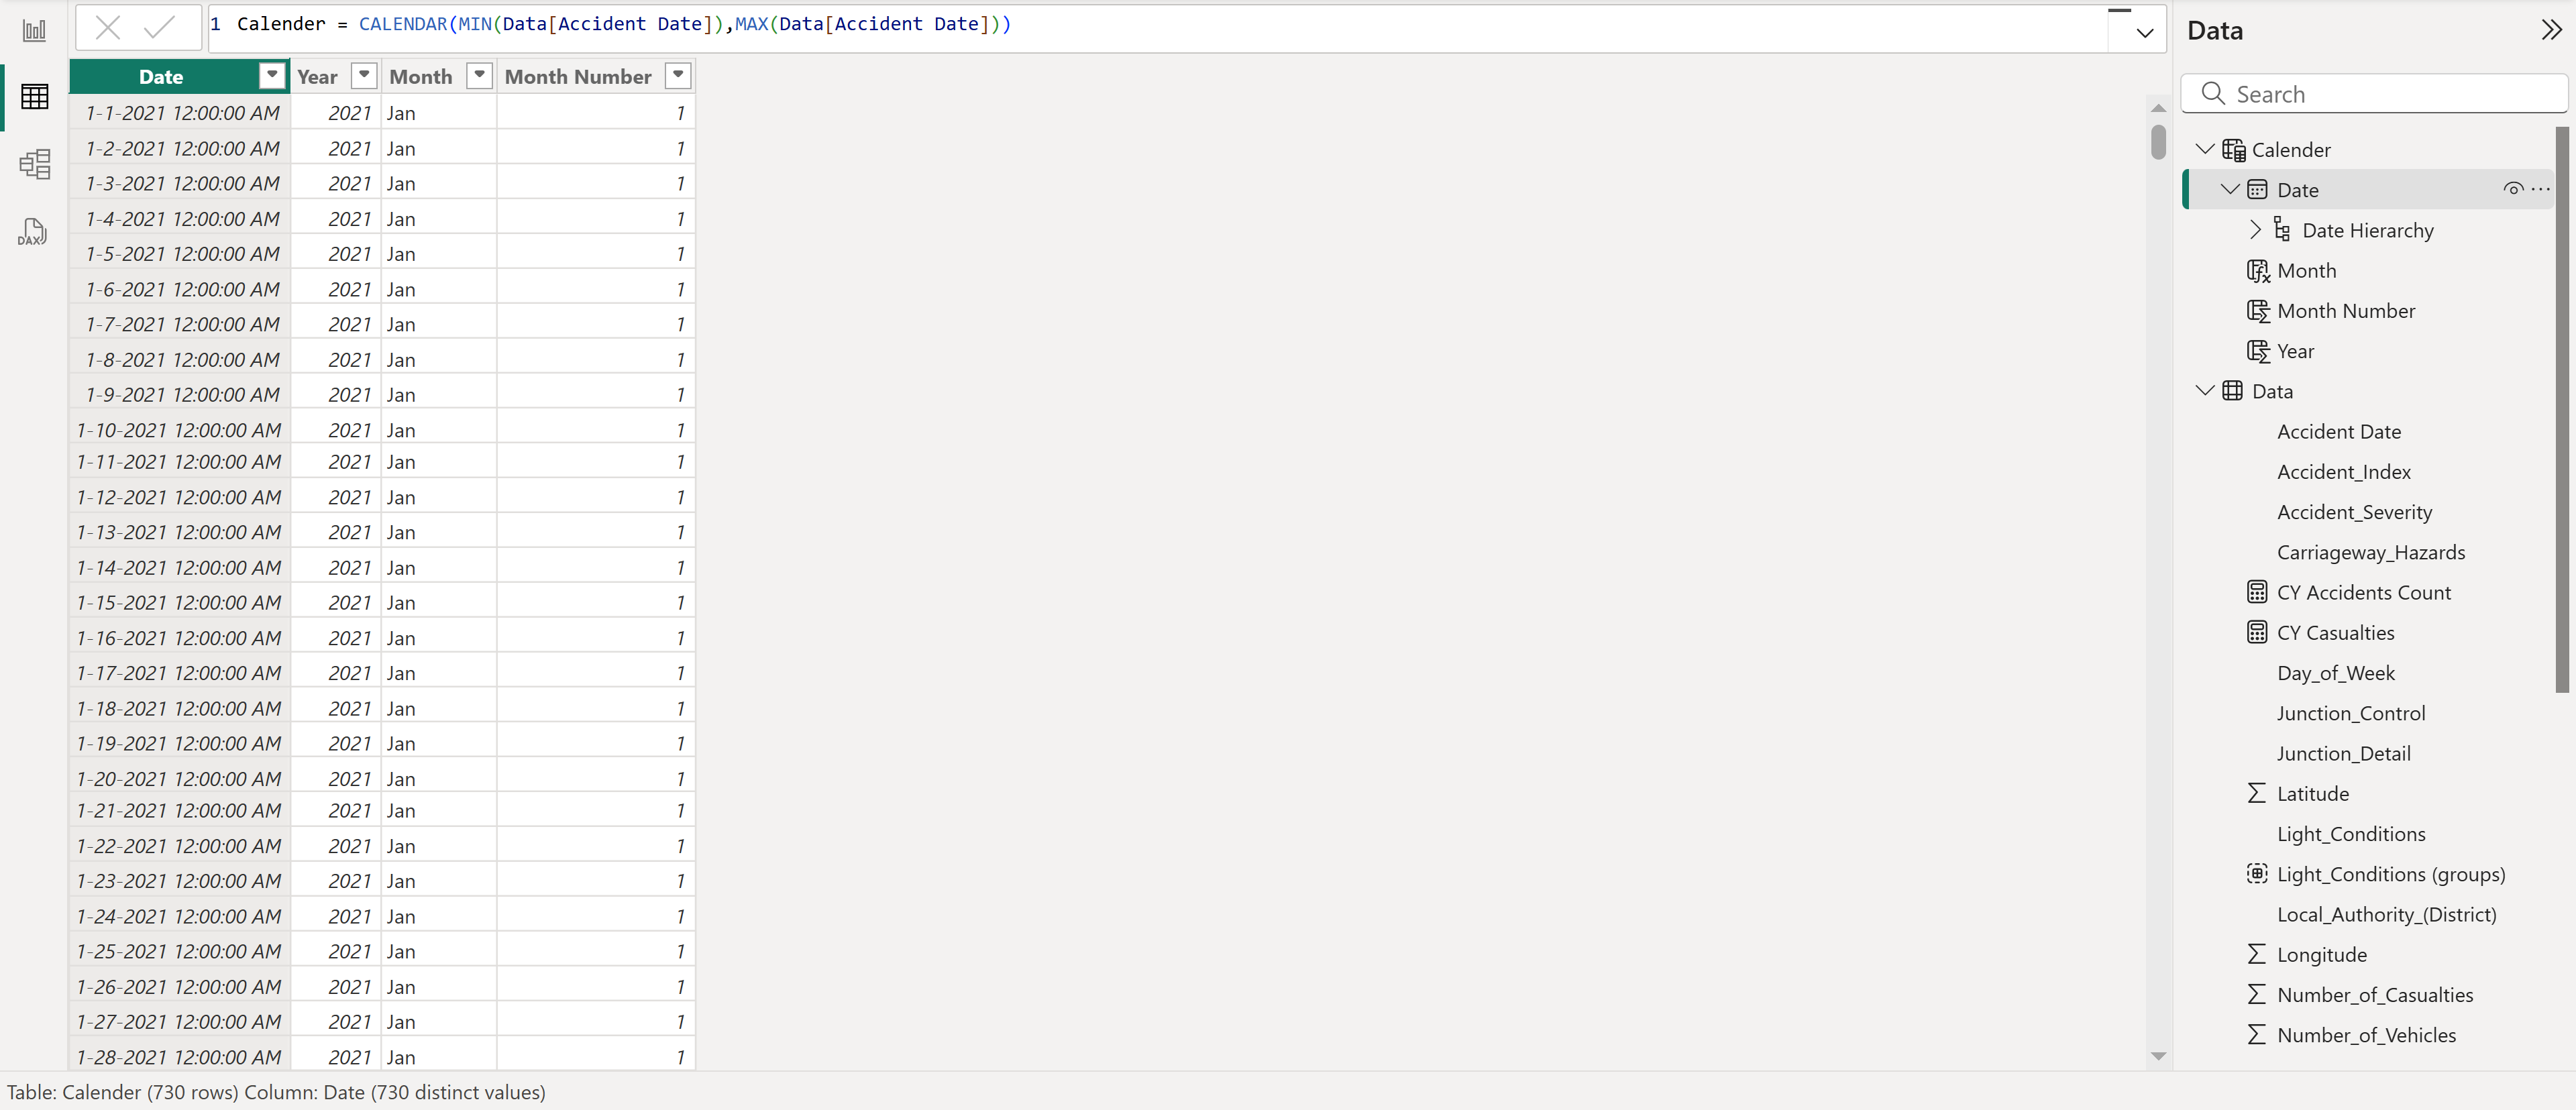 1 Calender = CALENDAR(MIN(Data[Accident Date]),MAX(Data[Accident Date]))
Date Year Month Month Number
1-1-2021 12:00:00 AM 2021 Jan 1
1-2-2021 12:00:00 AM 2021 Jan 1
1-3-2021 12:00:00 AM 2021 Jan 1
1-4-2021 12:00:00 AM 2021 Jan 1
1-5-2021 12:00:00 AM 2021 Jan 1
1-6-2021 12:00:00 AM 2021 Jan 1
1-7-2021 12:00:00 AM 2021 Jan 1
1-8-2021 12:00:00 AM 2021 Jan 1
1-9-2021 12:00:00 AM 2021 Jan 1
1-10-2021 12:00:00 AM 2021 Jan 1
1-11-2021 12:00:00 AM 2021 Jan 1
1-12-2021 12:00:00 AM 2021 Jan 1
1-13-2021 12:00:00 AM 2021 Jan 1
1-14-2021 12:00:00 AM 2021 Jan 1
1-15-2021 12:00:00 AM 2021 Jan 1
1-16-2021 12:00:00 AM 2021 Jan 1
1-17-2021 12:00:00 AM 2021 Jan 1
1-18-2021 12:00:00 AM 2021 Jan 1
1-19-2021 12:00:00 AM 2021 Jan 1
1-20-2021 12:00:00 AM 2021 Jan 1
1-21-2021 12:00:00 AM 2021 Jan 1
1-22-2021 12:00:00 AM 2021 Jan 1
1-23-2021 12:00:00 AM 2021 Jan 1
1-24-2021 12:00:00 AM 2021 Jan 1
1-25-2021 12:00:00 AM 2021 Jan 1
1-26-2021 12:00:00 AM 2021 Jan 1
1-27-2021 12:00:00 AM 2021 Jan 1
1-28-2021 12:00:00 AM 2021 Jan 1
Table: Calender (730 rows) Column: Date (730 distinct values)
DAX
Data
Search
Calender
Date
Date Hierarchy
Month
Month Number
Year
Data
Accident Date
Accident_Index
Accident_Severity
Carriageway_Hazards
CY Accidents Count
CY Casualties
Day_of_Week
Junction_Control
Junction_Detail
Latitude
Light_Conditions
Light_Conditions (groups)
Local_Authority_(District)
Longitude
Number_of_Casualties
Number_of_Vehicles